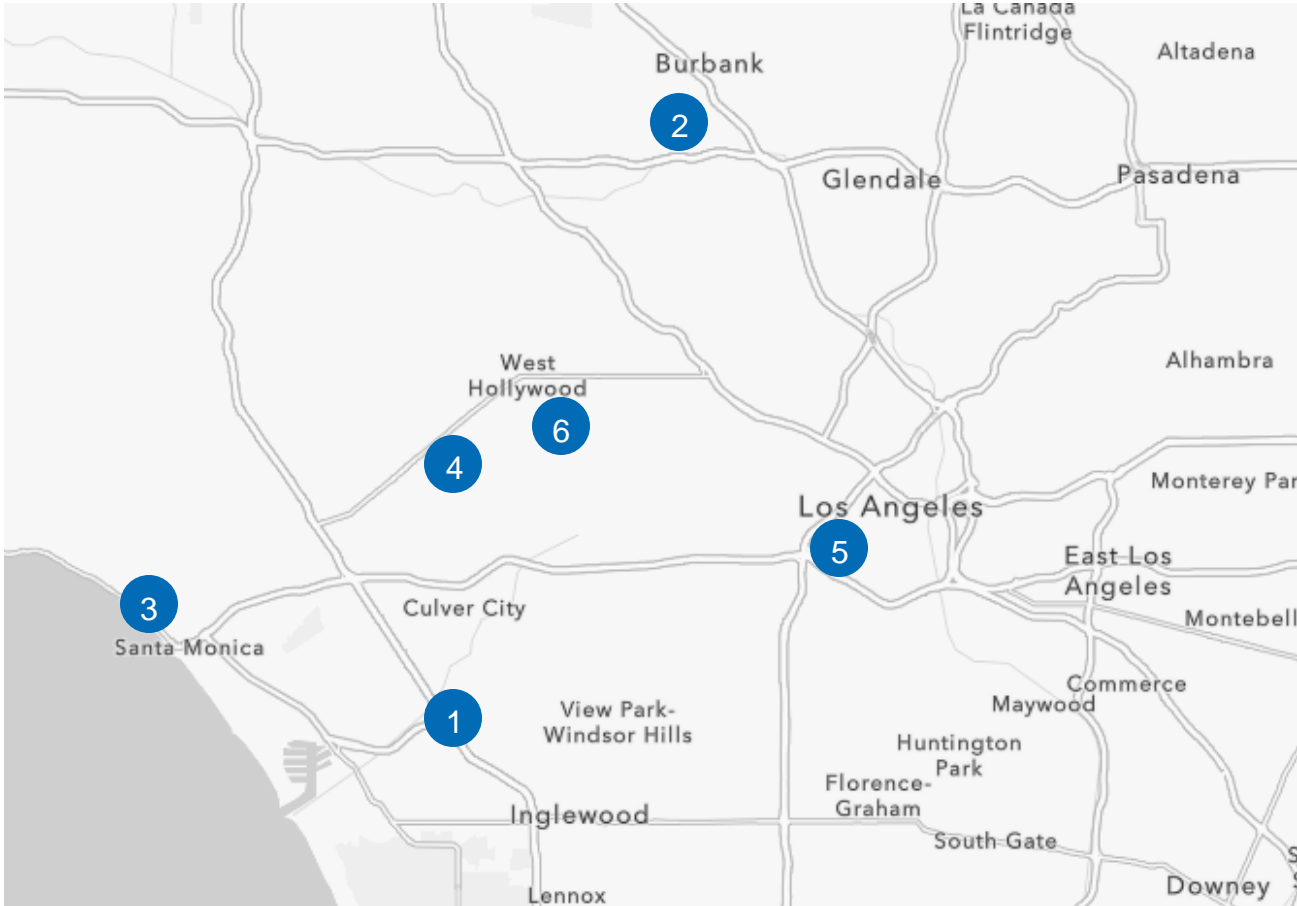 La Canada
Flintridge
Altadena
Burbank
2
Glendale
Pasadena
West
Hollywood
Alhambra
6
4
Monterey Par
Los Angeles
5
East Los
Angeles
3
Culver City
Montebell
Santa Monica
Commerce
Maywood
1
View Park-
Windsor Hills
Huntington
Park
Florence-
Graham
Inglewood
South Gate
Downey
Lennox